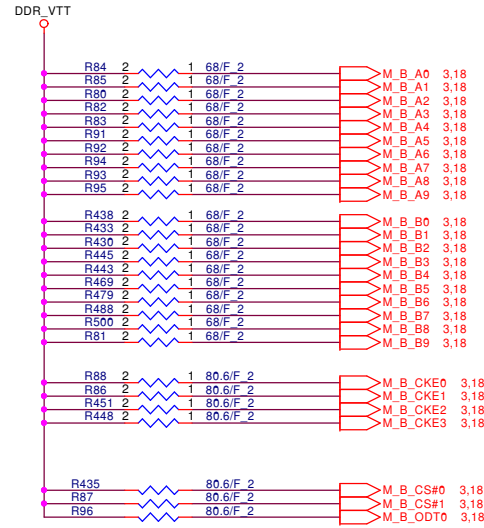 DDR_VTT
R84 2 1 68/F_2 M_B_A0 3,18
R85 2 1 68/F_2 M_B_A1 3,18
R80 2 1 68/F_2 M_B_A2 3,18
R82 2 1 68/F_2 M_B_A3 3,18
R83 2 1 68/F_2 M_B_A4 3,18
R91 2 1 68/F_2 M_B_A5 3,18
R92 2 1 68/F_2 M_B_A6 3,18
R94 2 1 68/F_2 M_B_A7 3,18
R93 2 1 68/F_2 M_B_A8 3,18
R95 2 1 68/F_2 M_B_A9 3,18
R438 2 1 68/F_2 M_B_B0 3,18
R433 2 1 68/F_2 M_B_B1 3,18
R430 2 1 68/F_2 M_B_B2 3,18
R445 2 1 68/F_2 M_B_B3 3,18
R443 2 1 68/F_2 M_B_B4 3,18
R469 2 1 68/F_2 M_B_B5 3,18
R479 2 1 68/F_2 M_B_B6 3,18
R488 2 1 68/F_2 M_B_B7 3,18
R500 2 1 68/F_2 M_B_B8 3,18
R81 2 1 68/F_2 M_B_B9 3,18
R88 2 1 80.6/F_2 M_B_CKE0 3,18
R86 2 1 80.6/F_2 M_B_CKE1 3,18
R451 2 1 80.6/F_2 M_B_CKE2 3,18
R448 2 1 80.6/F_2 M_B_CKE3 3,18
R435 80.6/F_2 M_B_CS#0 3,18
R87 80.6/F_2 M_B_CS#1 3,18
R96 80.6/F_2 M_B_ODT0 3,18